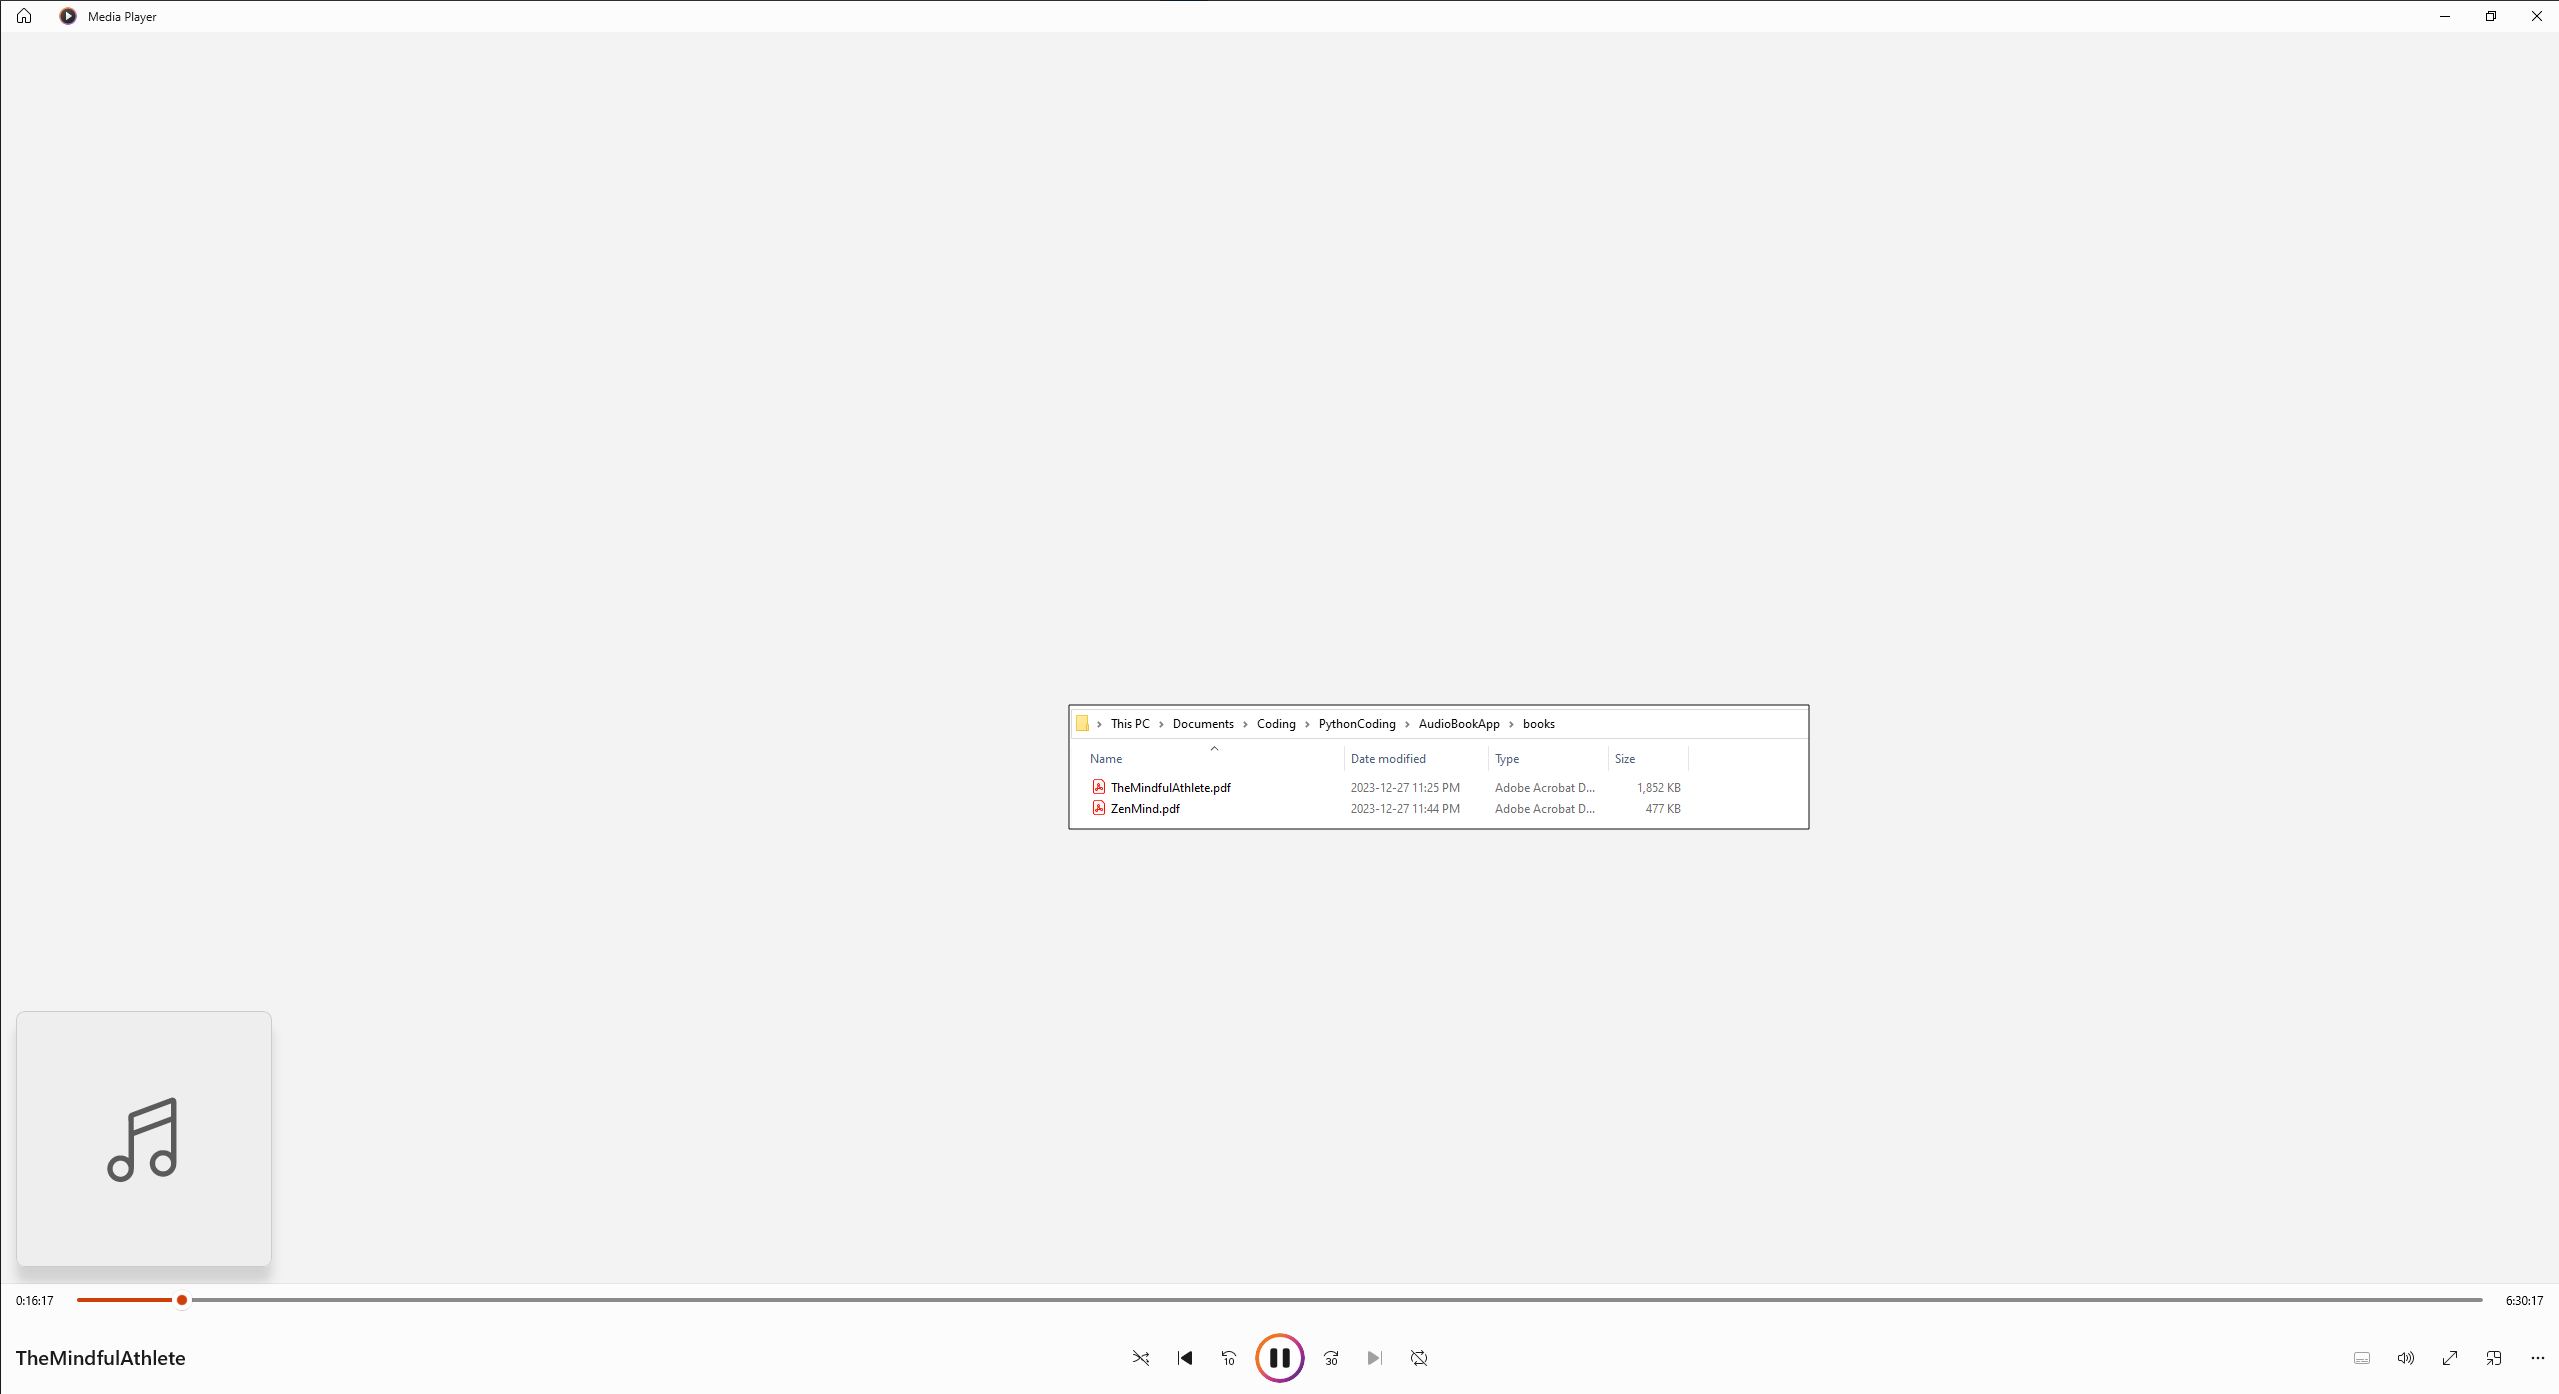 Media Player
This PC > Documents > Coding > PythonCoding > AudioBookApp > books
Name Date modified Type Size
TheMindfulAthlete.pdf 2023-12-27 11:25 PM Adobe Acrobat D... 1,852 KB
ZenMind.pdf 2023-12-27 11:44 PM Adobe Acrobat D... 477 KB
0:16:17 6:30:17
TheMindfulAthlete 10 30